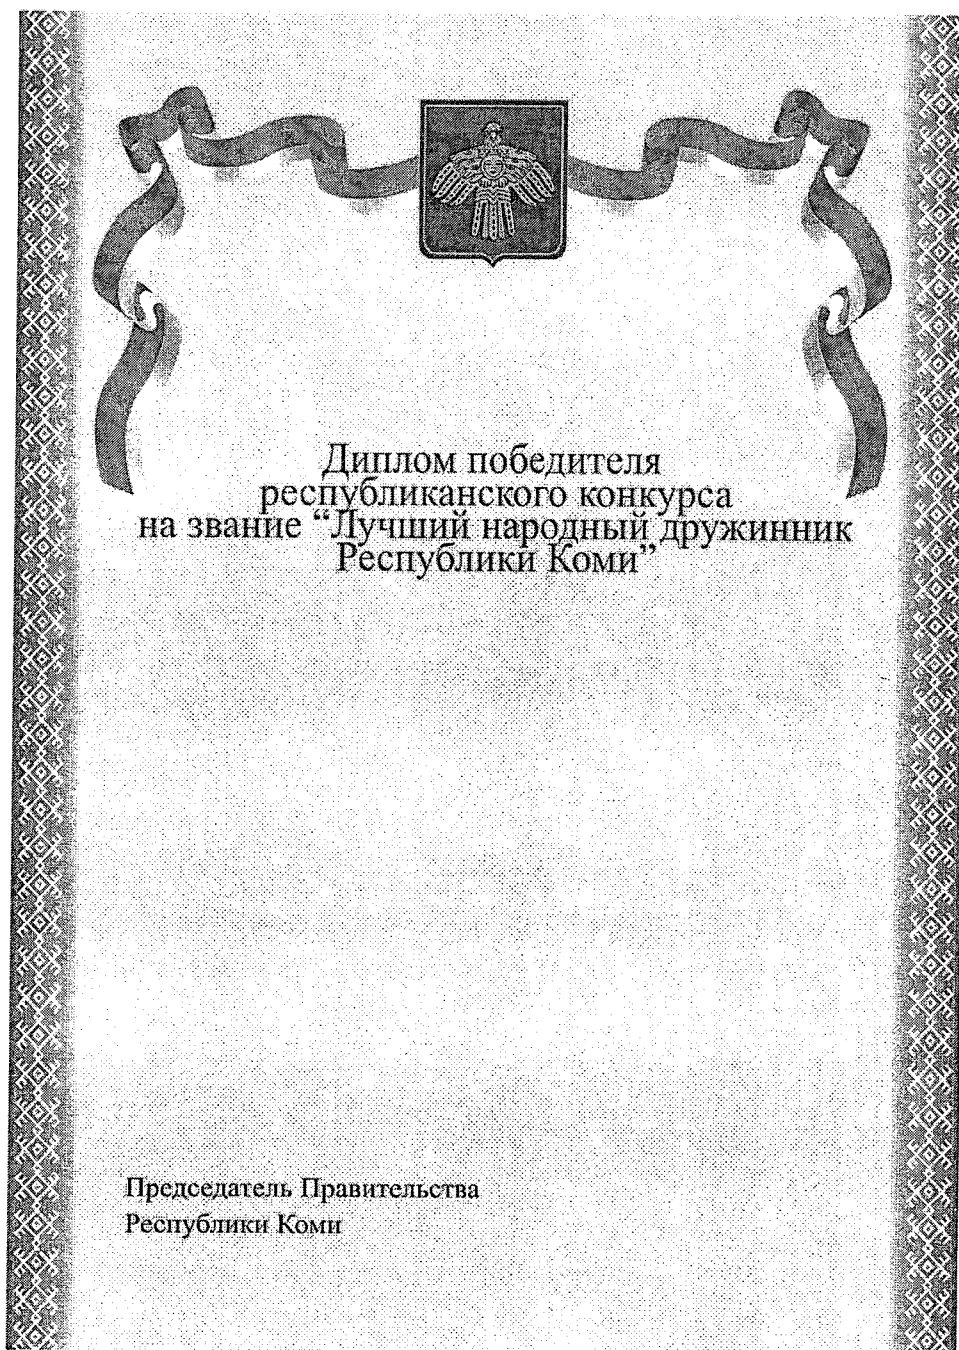 Диплом победителя
республиканского конкурса
на звание “Лучший народный дружинник
Республики Коми”
Председатель Правительства
Республики Коми